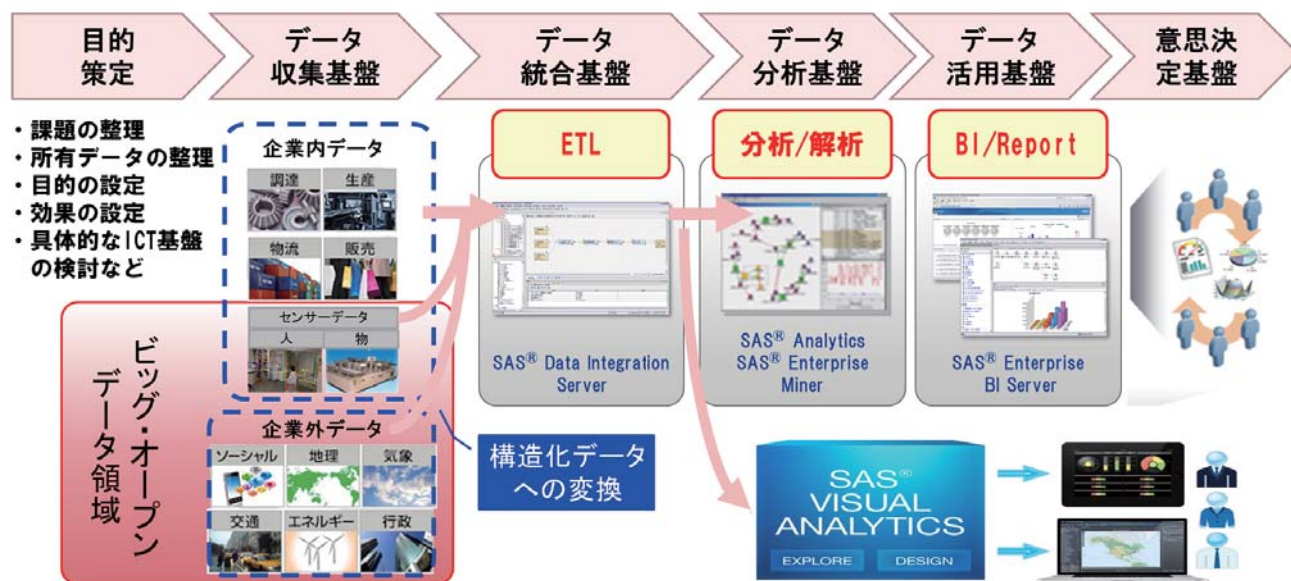 目的
策定
データ
収集基盤
データ
統合基盤
データ
分析基盤
データ
活用基盤
意思決
定基盤
・課題の整理
・所有データの整理
・目的の設定
・効果の設定
・具体的なICT基盤
の検討など
企業内データ
調達
生産
物流
販売
センサーデータ
人
物
ビッグ・オープン
データ領域
企業外データ
ソーシャル
地理
気象
交通
エネルギー
行政
構造化データ
への変換
ETL
SAS® Data Integration
Server
分析/解析
SAS® Analytics
SAS® Enterprise
Miner
BI/Report
SAS® Enterprise
BI Server
SAS®
VISUAL
ANALYTICS
EXPLORE
DESIGN